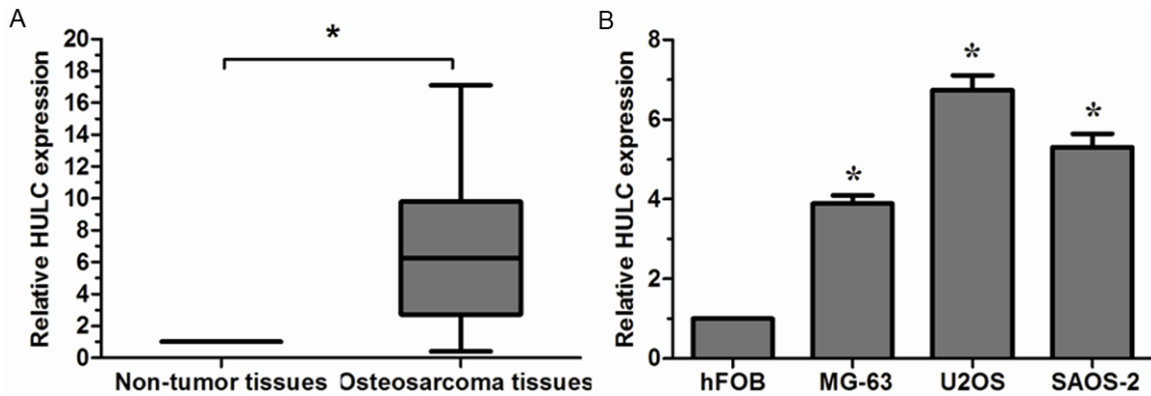 A
Relative HULC expression
20
18
16
14
12
10
8
6
4
2
0
*
Non-tumor tissues
Osteosarcoma tissues
B
Relative HULC expression
8
6
4
2
0
*
*
*
hFOB
MG-63
U2OS
SAOS-2